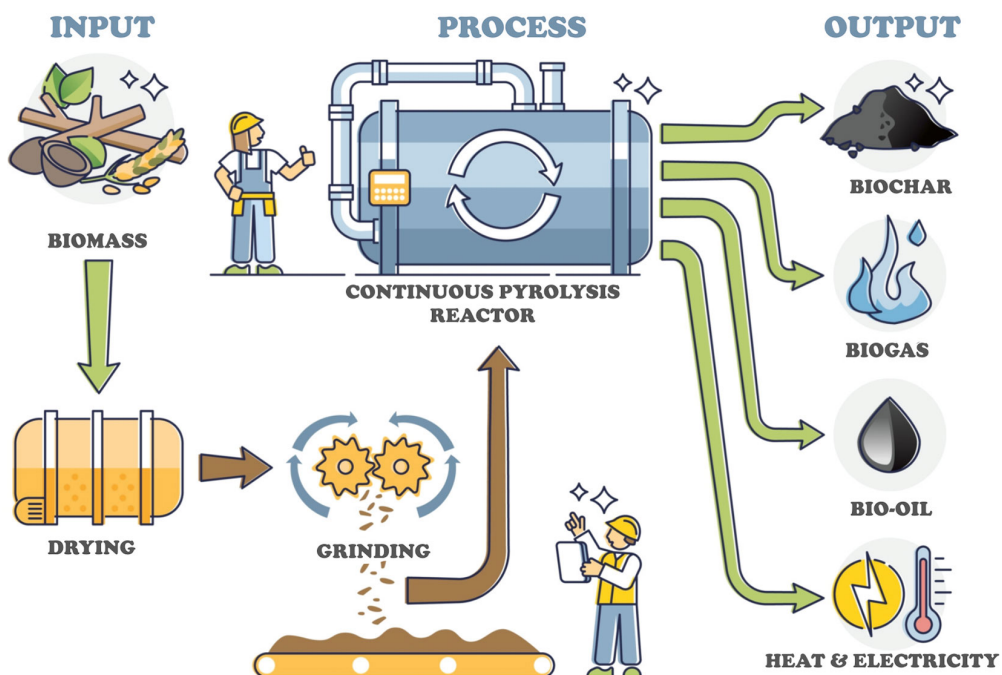 INPUT
PROCESS
OUTPUT
BIOMASS
CONTINUOUS PYROLYSIS
REACTOR
BIOCHAR
BIOGAS
DRYING
GRINDING
BIO-OIL
HEAT & ELECTRICITY